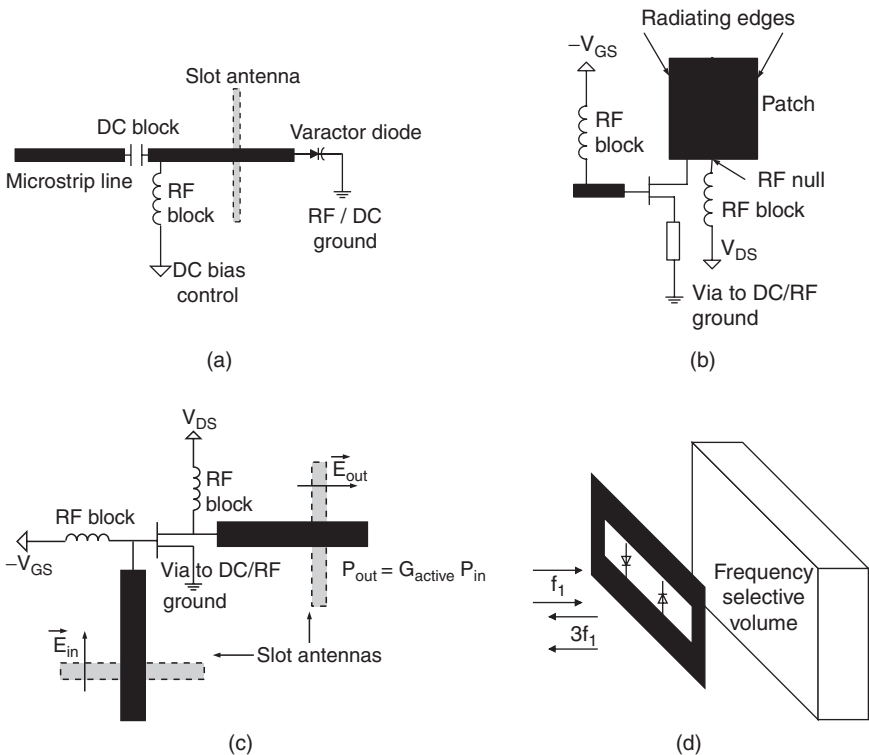 Slot antenna
DC block
Varactor diode
Microstrip line
RF
block
RF / DC
ground
DC bias
control
(a)
Radiating edges
−V_GS
Patch
RF
block
RF null
RF block
V_DS
Via to DC/RF
ground
(b)
V_DS
E_out
RF
block
RF block
−V_GS
Via to DC/RF
ground
P_out = G_active P_in
E_in
Slot antennas
(c)
f_1
3f_1
Frequency
selective
volume
(d)